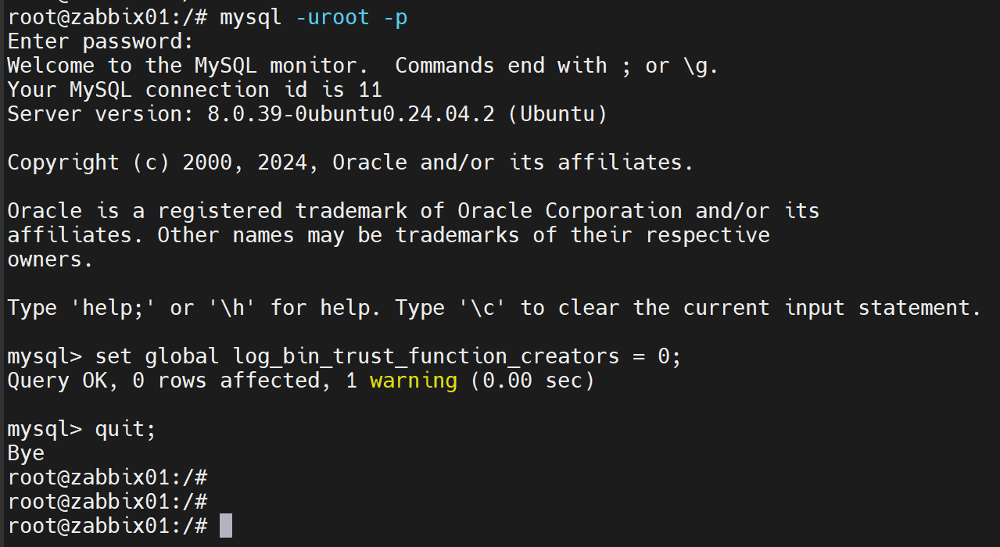 root@zabbix01:/# mysql -uroot -p
Enter password:
Welcome to the MySQL monitor.  Commands end with ; or \g.
Your MySQL connection id is 11
Server version: 8.0.39-0ubuntu0.24.04.2 (Ubuntu)

Copyright (c) 2000, 2024, Oracle and/or its affiliates.

Oracle is a registered trademark of Oracle Corporation and/or its
affiliates. Other names may be trademarks of their respective
owners.

Type 'help;' or '\h' for help. Type '\c' to clear the current input statement.

mysql> set global log_bin_trust_function_creators = 0;
Query OK, 0 rows affected, 1 warning (0.00 sec)

mysql> quit;
Bye
root@zabbix01:/#
root@zabbix01:/#
root@zabbix01:/#